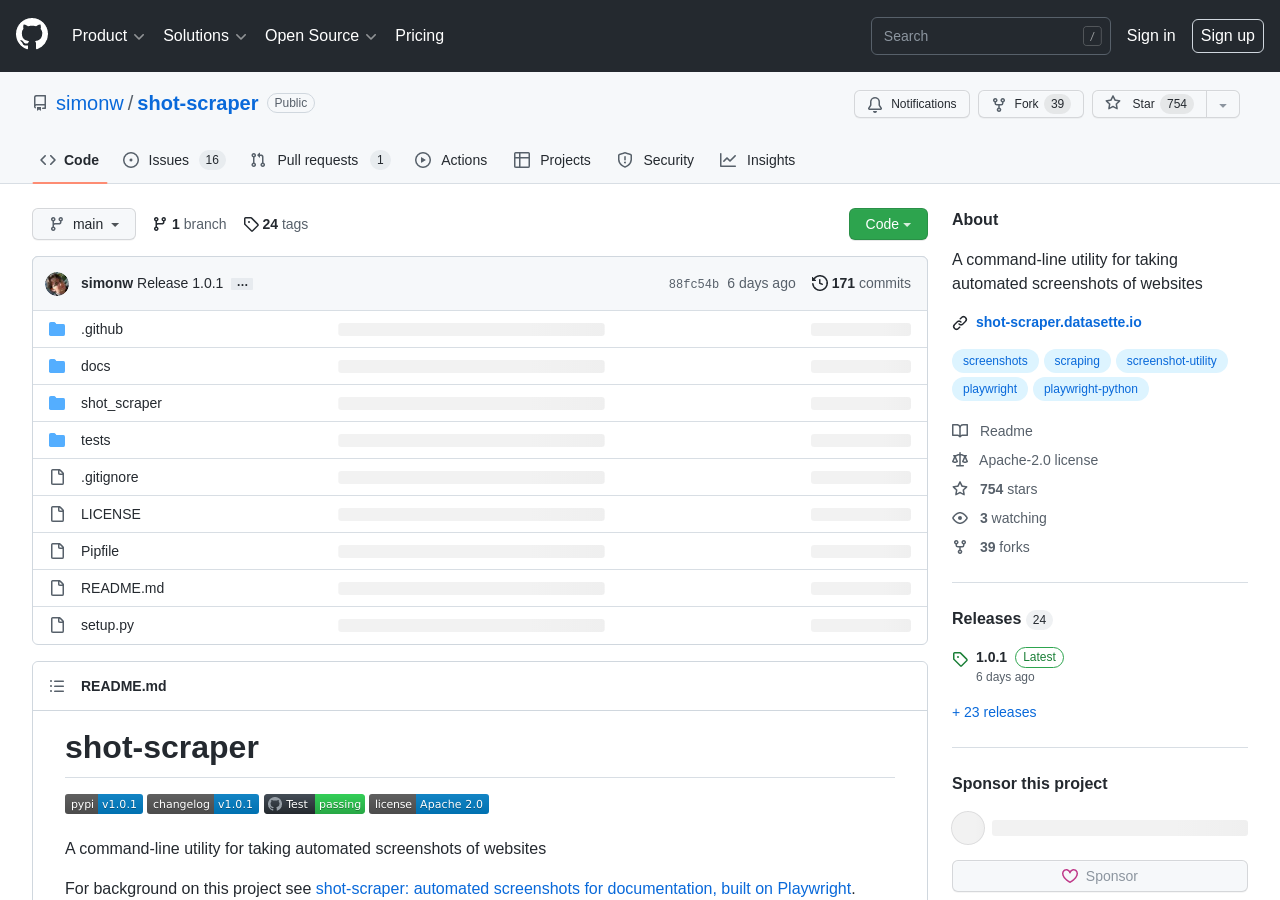 Product Solutions Open Source Pricing Search / Sign in Sign up
simonw / shot-scraper Public Notifications Fork 39 Star 754
Code Issues 16 Pull requests 1 Actions Projects Security Insights
main 1 branch 24 tags Code
simonw Release 1.0.1 … 88fc54b 6 days ago 171 commits
.github
docs
shot_scraper
tests
.gitignore
LICENSE
Pipfile
README.md
setup.py
README.md
shot-scraper
pypi v1.0.1 changelog v1.0.1 Test passing license Apache 2.0
A command-line utility for taking automated screenshots of websites
For background on this project see shot-scraper: automated screenshots for documentation, built on Playwright.
About
A command-line utility for taking
automated screenshots of websites
shot-scraper.datasette.io
screenshots scraping screenshot-utility
playwright playwright-python
Readme
Apache-2.0 license
754 stars
3 watching
39 forks
Releases 24
1.0.1 Latest
6 days ago
+ 23 releases
Sponsor this project
Sponsor